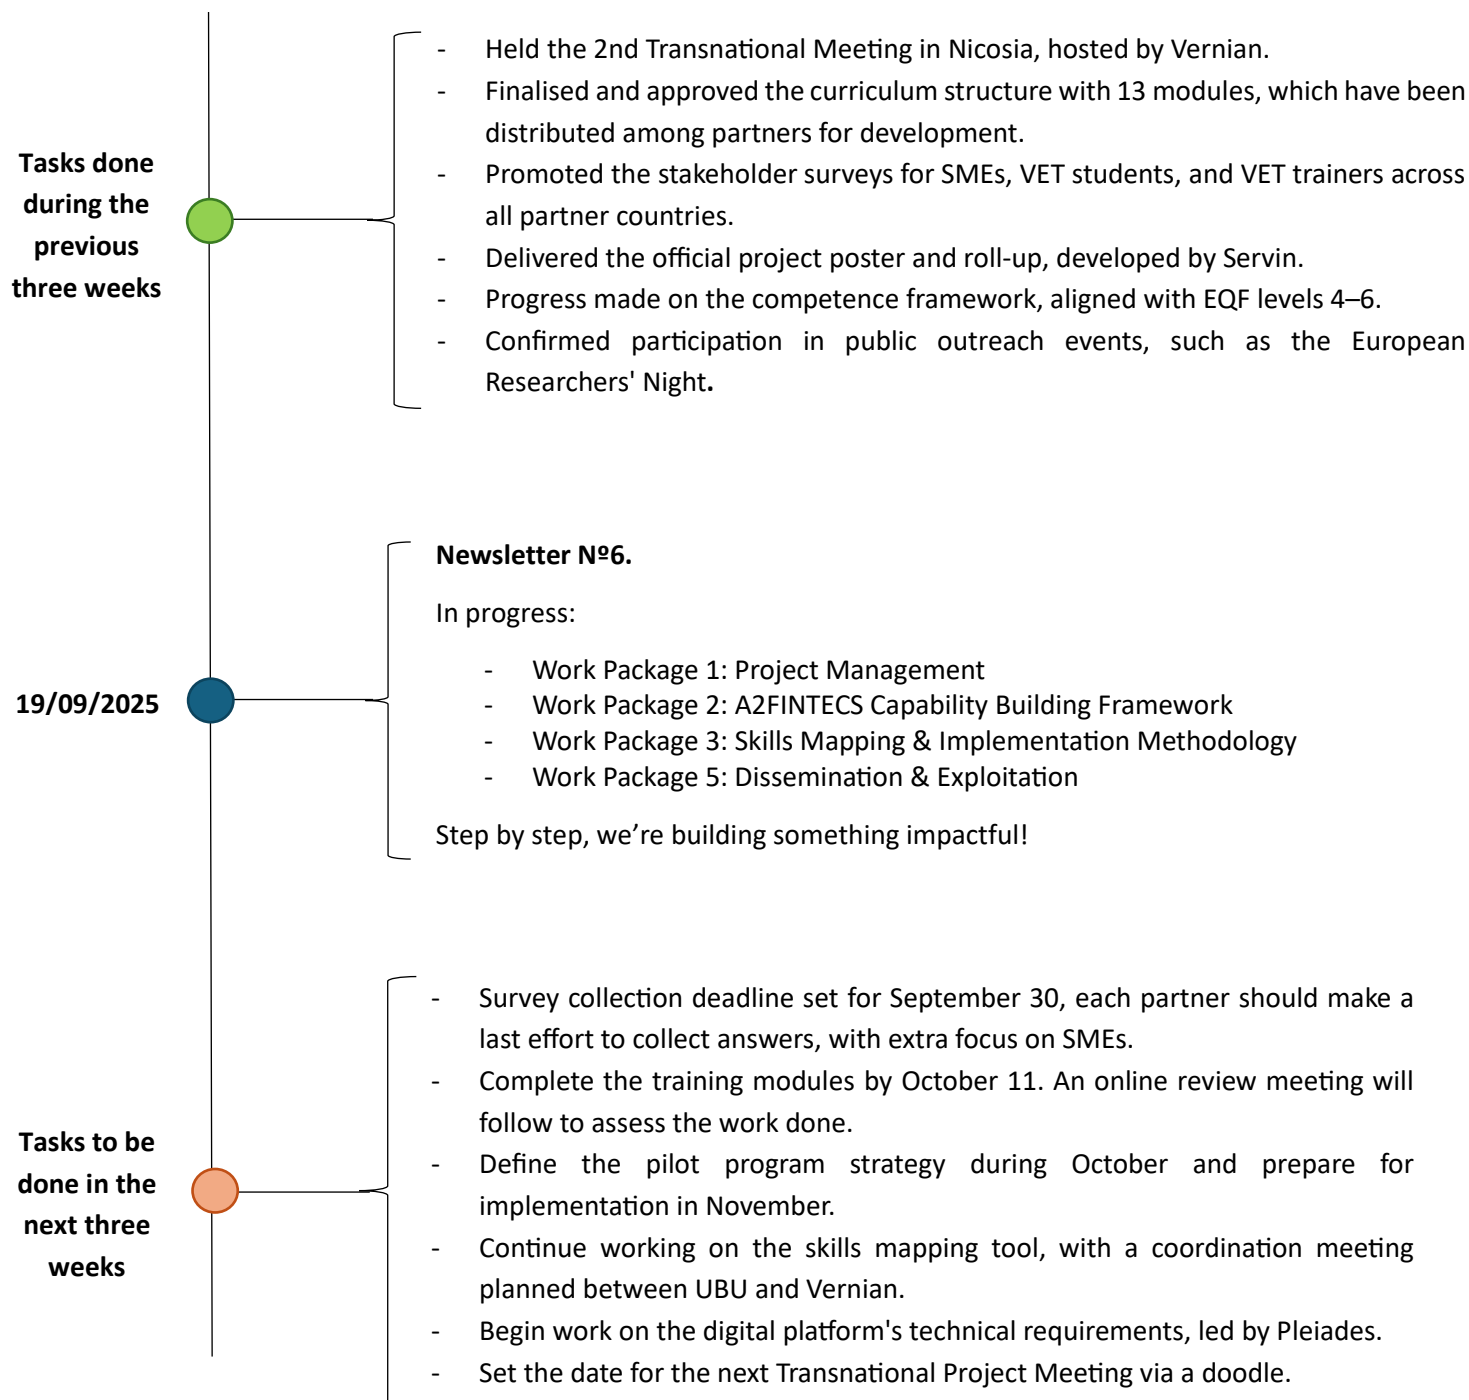 Tasks done
during the
previous
three weeks
- Held the 2nd Transnational Meeting in Nicosia, hosted by Vernian.
- Finalised and approved the curriculum structure with 13 modules, which have been
distributed among partners for development.
- Promoted the stakeholder surveys for SMEs, VET students, and VET trainers across
all partner countries.
- Delivered the official project poster and roll-up, developed by Servin.
- Progress made on the competence framework, aligned with EQF levels 4–6.
- Confirmed participation in public outreach events, such as the European
Researchers' Night.
19/09/2025
Newsletter Nº6.
In progress:
- Work Package 1: Project Management
- Work Package 2: A2FINTECS Capability Building Framework
- Work Package 3: Skills Mapping & Implementation Methodology
- Work Package 5: Dissemination & Exploitation
Step by step, we’re building something impactful!
Tasks to be
done in the
next three
weeks
- Survey collection deadline set for September 30, each partner should make a
last effort to collect answers, with extra focus on SMEs.
- Complete the training modules by October 11. An online review meeting will
follow to assess the work done.
- Define the pilot program strategy during October and prepare for
implementation in November.
- Continue working on the skills mapping tool, with a coordination meeting
planned between UBU and Vernian.
- Begin work on the digital platform's technical requirements, led by Pleiades.
- Set the date for the next Transnational Project Meeting via a doodle.